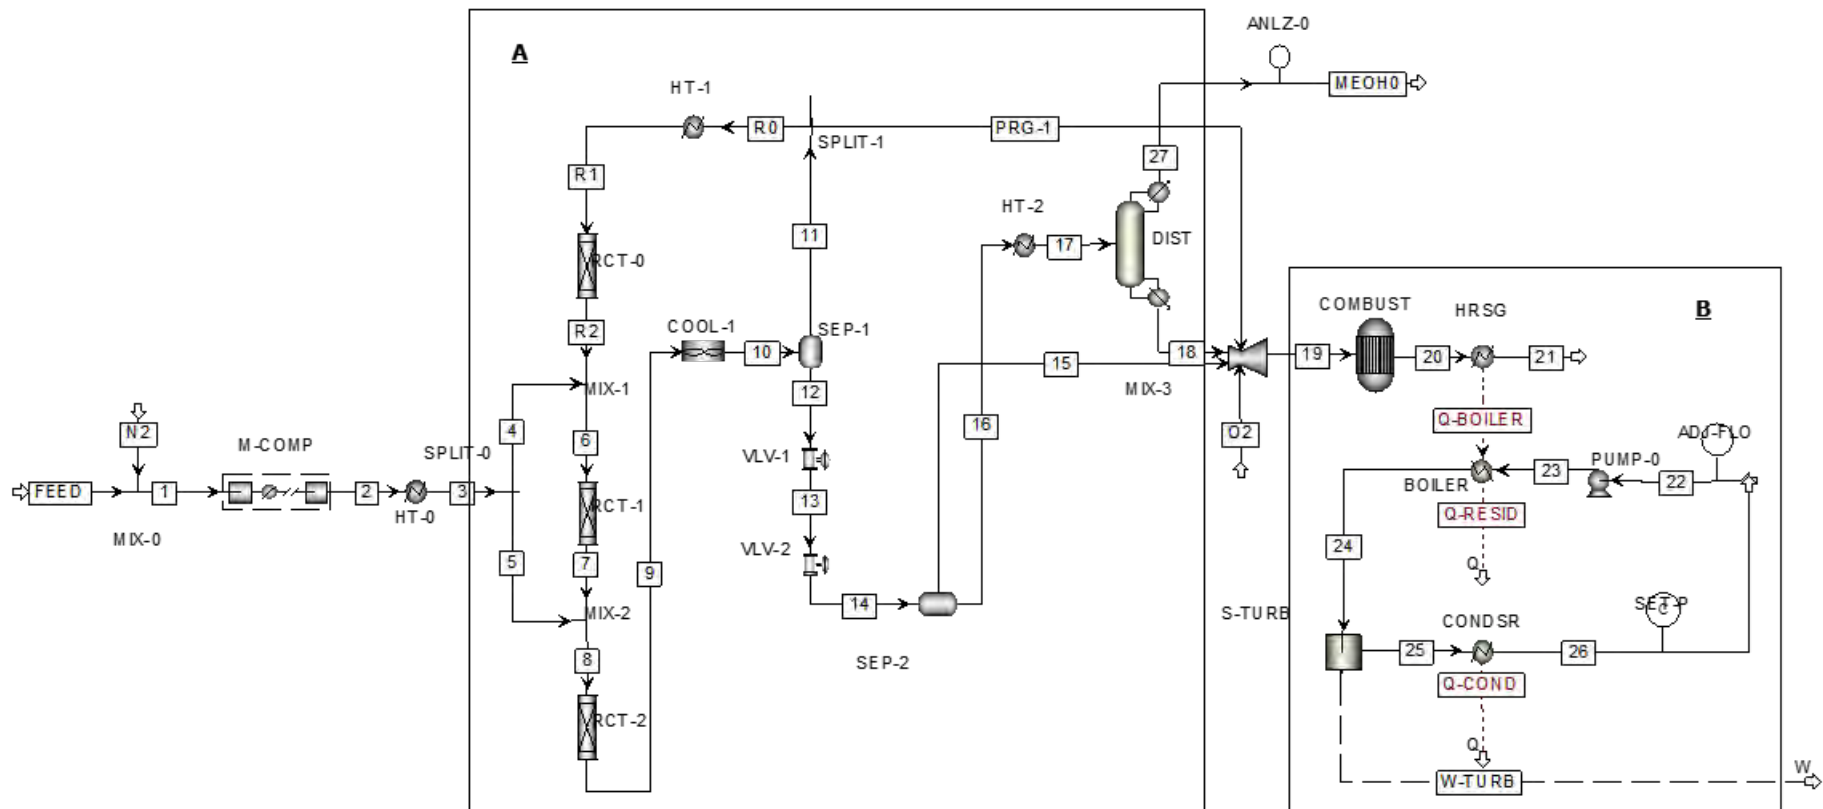 ANLZ-0
A
MEOH0
HT-1
R0
SPLIT-1
PRG-1
27
R1
HT-2
11
17
DIST
RCT-0
B
COMBUST
HRSG
R2
COOL-1
SEP-1
10
18
19
20
21
15
12
MIX-1
MIX-3
Q-BOILER
16
4
O2
ADJ-FLO
N2
M-COMP
SPLIT-0
6
VLV-1
PUMP-0
23
22
BOILER
FEED
1
2
3
HT-0
RCT-1
13
Q-RESID
MIX-0
VLV-2
24
5
7
9
Q
14
MIX-2
S-TURB
SET-P
C
CONDSR
8
SEP-2
25
26
Q-COND
RCT-2
Q
W-TURB
W